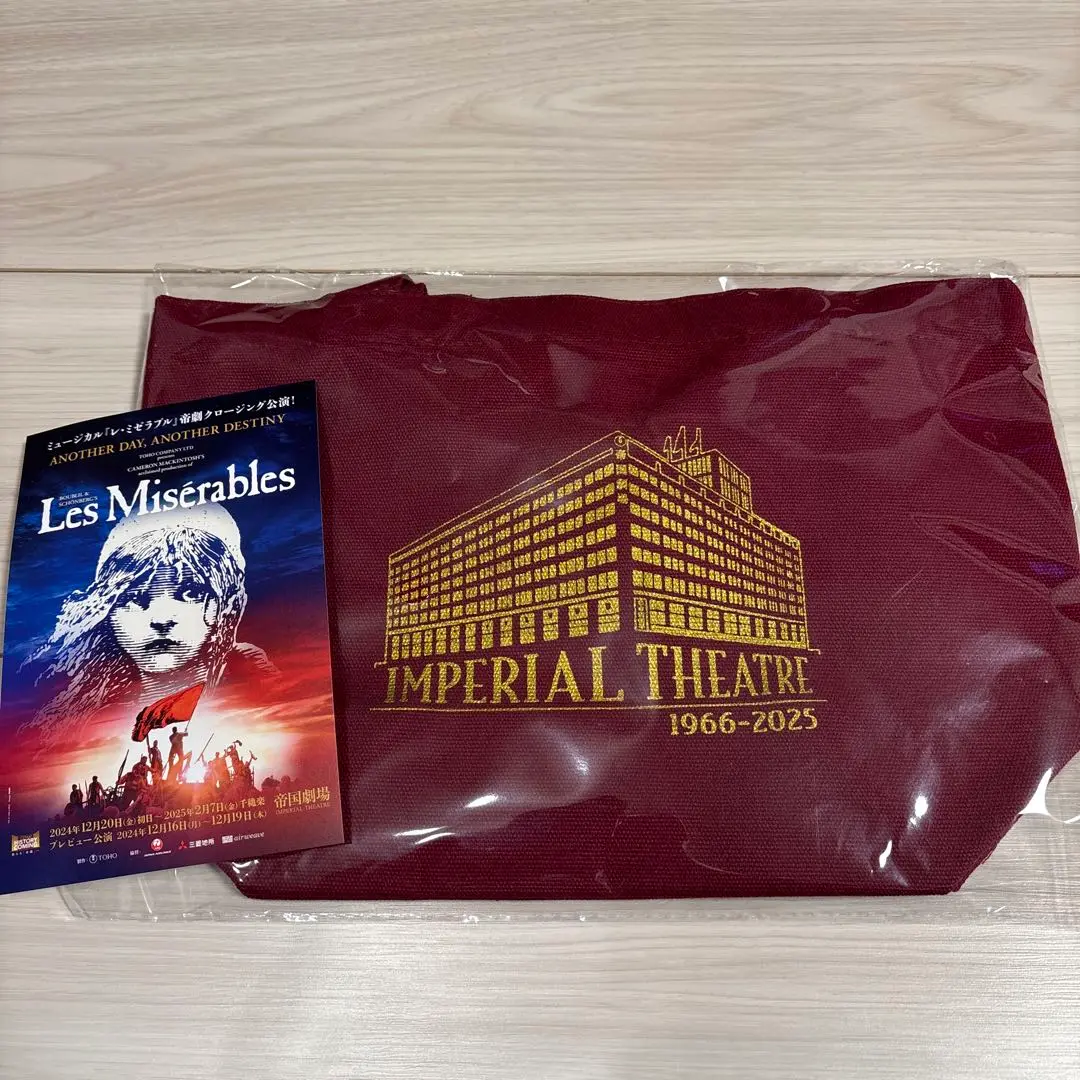 ミュージカル『レ・ミゼラブル』帝劇クロージング公演!
ANOTHER DAY, ANOTHER DESTINY
TOHO COMPANY LTD
presents
CAMERON MACKINTOSH'S
acclaimed production of
BOUBLIL &
SCHÖNBERG'S
Les Misérables
2024年12月20日(金)初日~2025年2月7日(金)千穐楽
プレビュー公演 2024年12月16日(月)~12月19日(木)
帝国劇場
IMPERIAL THEATRE
HISTORY
COMING
製作: TOHO
協賛:
三菱地所
airweave
IMPERIAL THEATRE
1966-2025